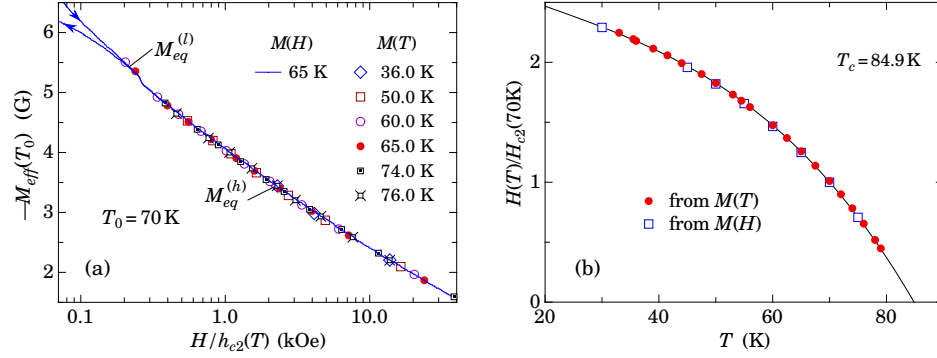 6
5
4
3
2
—M_eff(T_0) (G)
M_eq^(l)
M_eq^(h)
T_0 = 70 K
(a)
M(H)
65 K
M(T)
36.0 K
50.0 K
60.0 K
65.0 K
74.0 K
76.0 K
0.1
1.0
10.0
H/h_c2(T) (kOe)
2
1
0
H(T)/H_c2(70K)
T_c = 84.9 K
from M(T)
from M(H)
(b)
20
40
60
80
T (K)